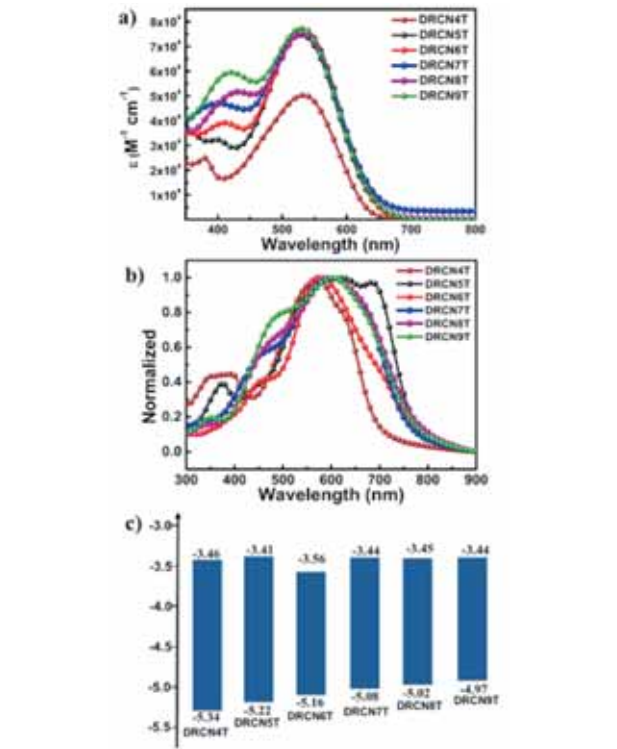 a)
8x10⁴
7x10⁴
6x10⁴
5x10⁴
4x10⁴
3x10⁴
2x10⁴
1x10⁴
ε (M⁻¹ cm⁻¹)
DRCN4T
DRCN5T
DRCN6T
DRCN7T
DRCN8T
DRCN9T
400 500 600 700 800
Wavelength (nm)
b)
1.0
0.8
0.6
0.4
0.2
0.0
Normalized
DRCN4T
DRCN5T
DRCN6T
DRCN7T
DRCN8T
DRCN9T
300 400 500 600 700 800 900
Wavelength (nm)
c)
-3.0
-3.5
-4.0
-4.5
-5.0
-5.5
-3.46 -3.41 -3.56 -3.44 -3.45 -3.44
-5.34 -5.22 -5.16 -5.08 -5.02 -4.97
DRCN4T DRCN5T DRCN6T DRCN7T DRCN8T DRCN9T